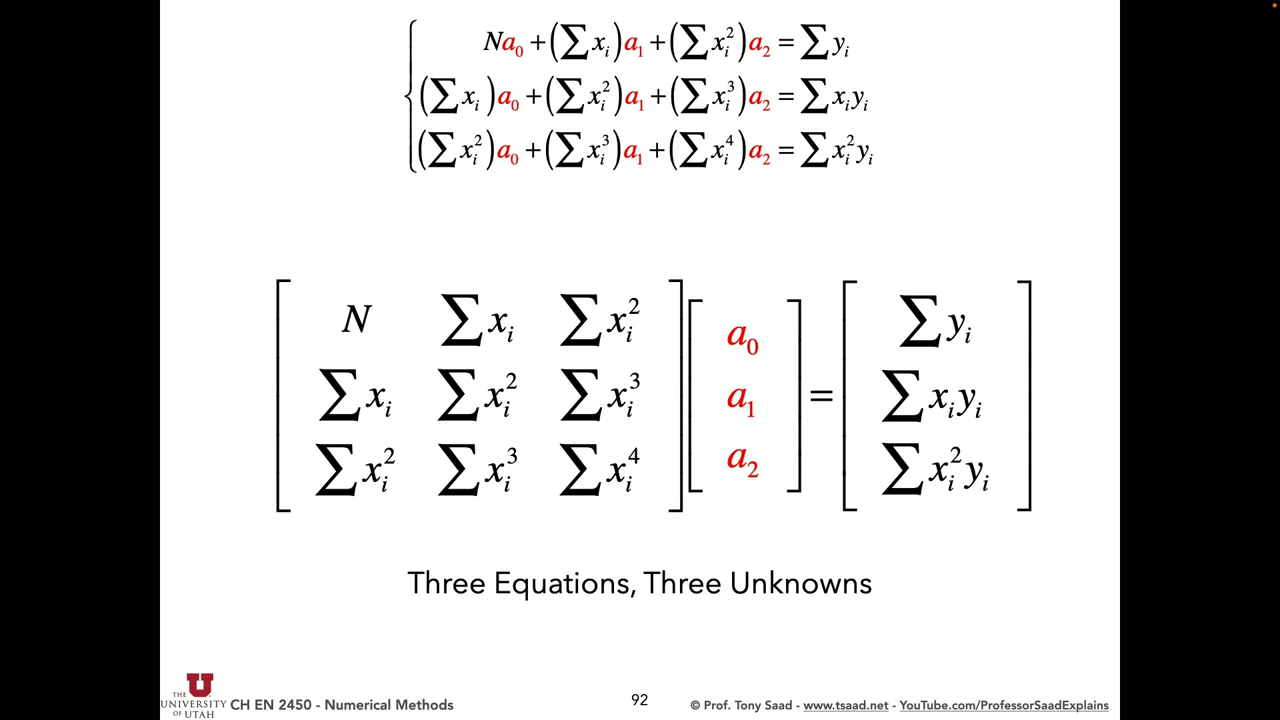 Na₀ + (∑ xᵢ)a₁ + (∑ xᵢ²)a₂ = ∑ yᵢ
(∑ xᵢ)a₀ + (∑ xᵢ²)a₁ + (∑ xᵢ³)a₂ = ∑ xᵢyᵢ
(∑ xᵢ²)a₀ + (∑ xᵢ³)a₁ + (∑ xᵢ⁴)a₂ = ∑ xᵢ²yᵢ
[ N ∑ xᵢ ∑ xᵢ² ] [ a₀ ] [ ∑ yᵢ ]
[ ∑ xᵢ ∑ xᵢ² ∑ xᵢ³ ] [ a₁ ] = [ ∑ xᵢyᵢ ]
[ ∑ xᵢ² ∑ xᵢ³ ∑ xᵢ⁴ ] [ a₂ ] [ ∑ xᵢ²yᵢ ]
Three Equations, Three Unknowns
THE U
UNIVERSITY
OF UTAH
CH EN 2450 - Numerical Methods
92
© Prof. Tony Saad - www.tsaad.net - YouTube.com/ProfessorSaadExplains